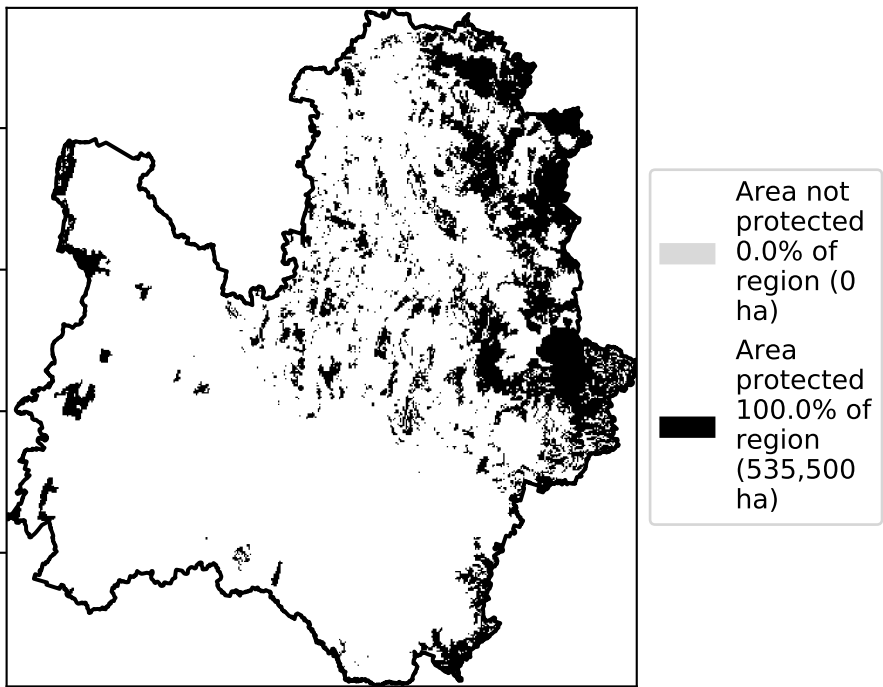 Area not
protected
0.0% of
region (0
ha)
Area
protected
100.0% of
region
(535,500
ha)